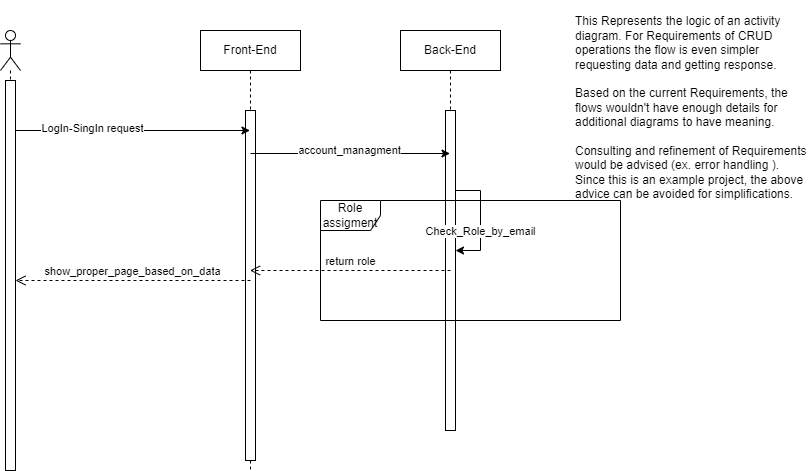 This Represents the logic of an activity
diagram. For Requirements of CRUD
operations the flow is even simpler
requesting data and getting response.
Based on the current Requirements, the
flows wouldn't have enough details for
additional diagrams to have meaning.
Consulting and refinement of Requirements
would be advised (ex. error handling ).
Since this is an example project, the above
advice can be avoided for simplifications.
Front-End
Back-End
LogIn-SingIn request
account_managment
Role
assigment
Check_Role_by_email
return role
show_proper_page_based_on_data